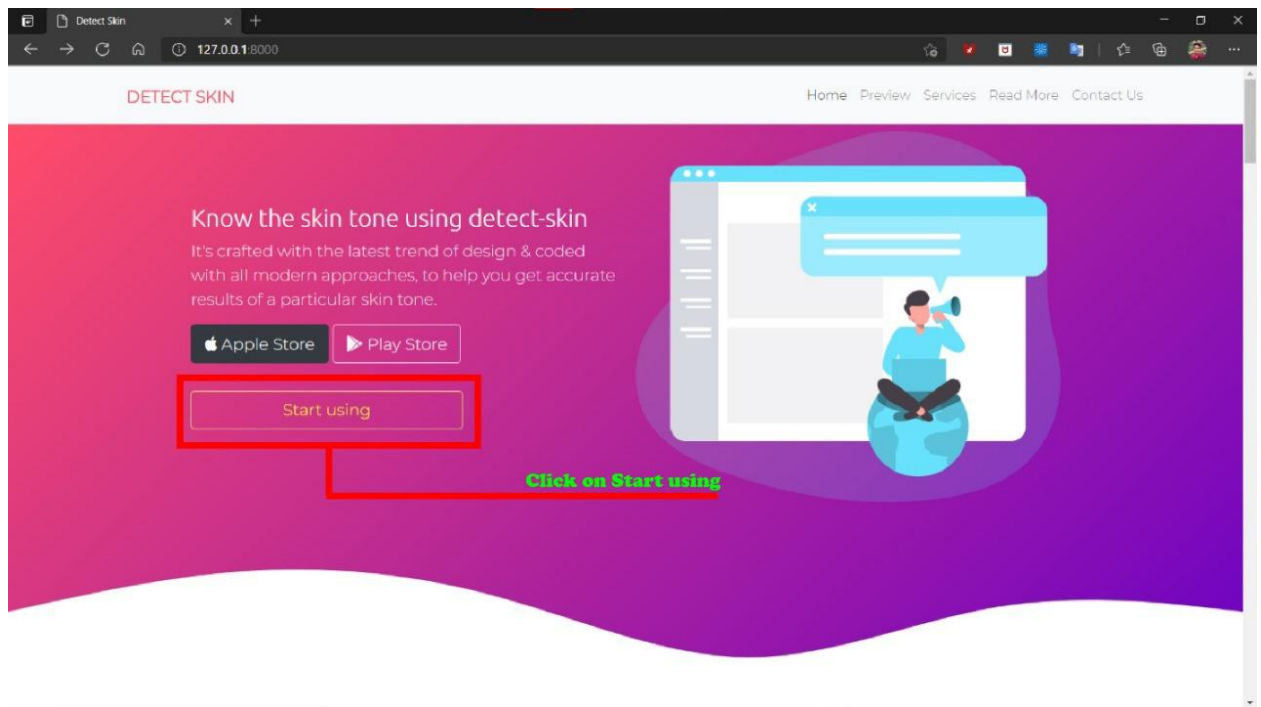 Detect Skin
127.0.0.1:8000
DETECT SKIN
Home Preview Services Read More Contact Us
Know the skin tone using detect-skin
It's crafted with the latest trend of design & coded
with all modern approaches, to help you get accurate
results of a particular skin tone.
Apple Store Play Store
Start using
Click on Start using